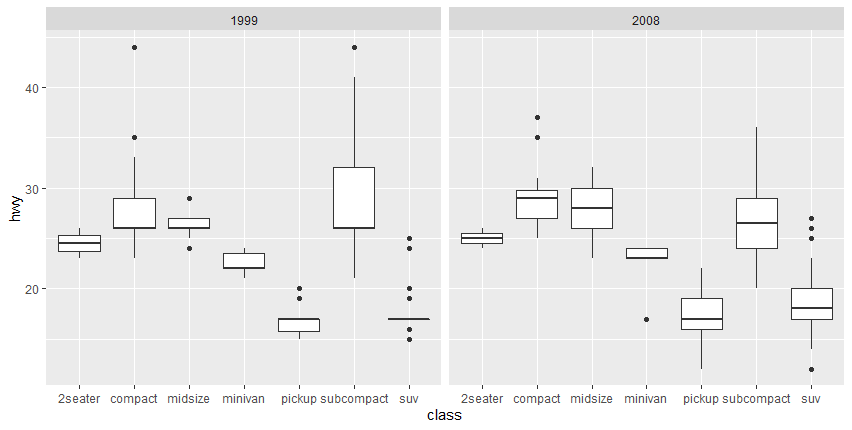 1999 2008
hwy
40
30
20
2seater compact midsize minivan pickup subcompact suv 2seater compact midsize minivan pickup subcompact suv
class